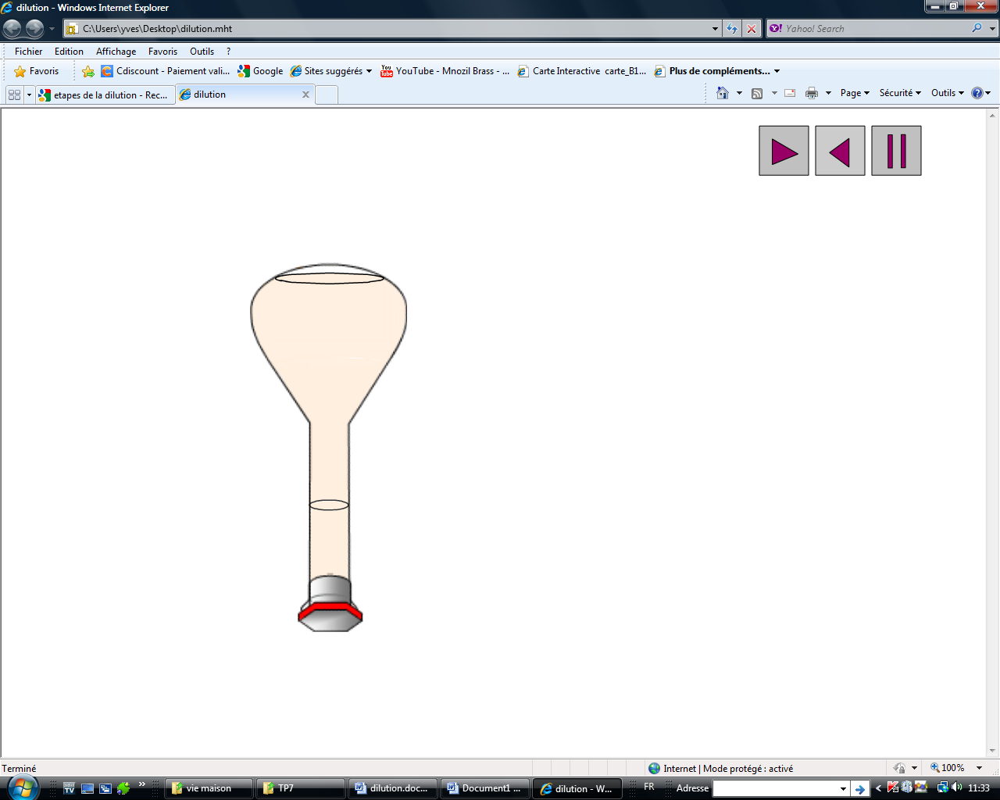 dilution - Windows Internet Explorer
C:\Users\yves\Desktop\dilution.mht
Yahoo! Search
Fichier Edition Affichage Favoris Outils ?
Favoris Cdiscount - Paiement vali... Google Sites suggérés YouTube - Mnozil Brass - ... Carte Interactive carte_B1... Plus de compléments...
etapes de la dilution - Rec... dilution Page Sécurité Outils
Terminé Internet | Mode protégé : activé 100%
vie maison TP7 dilution.doc... Document1 ... dilution - W... FR Adresse 11:33